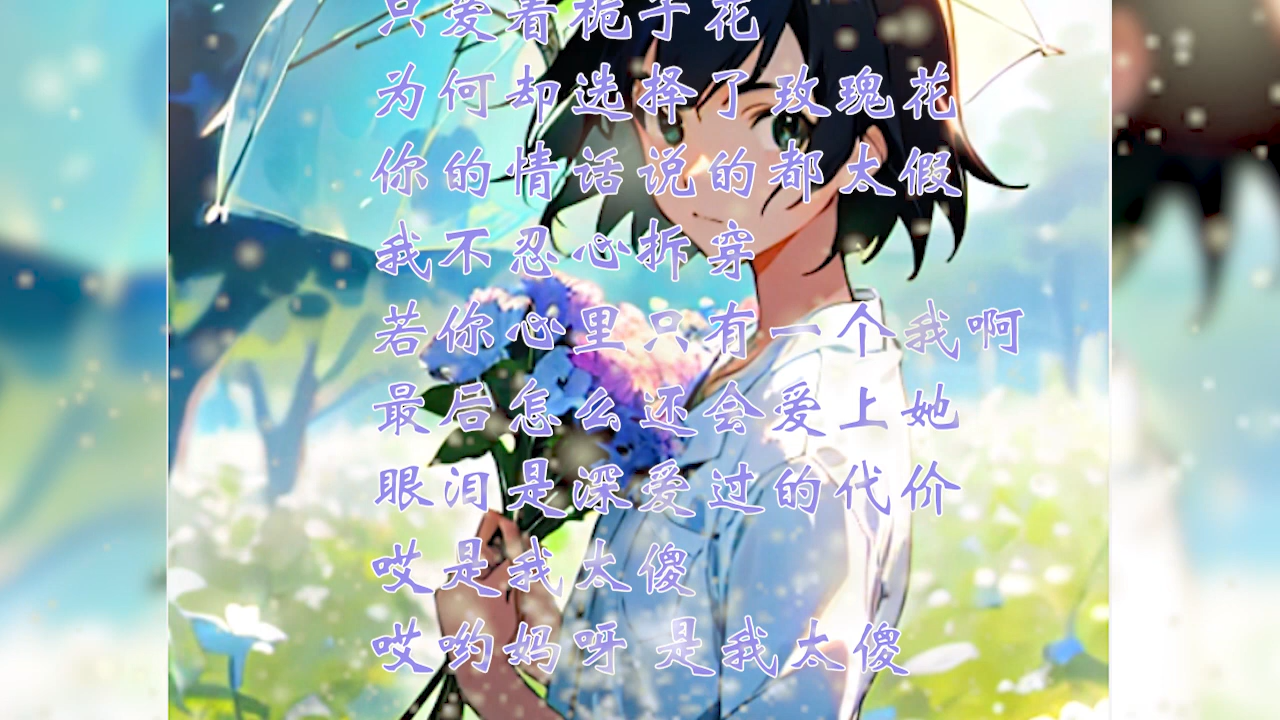 只爱着栀子花
为何却选择了玫瑰花
你的情话说的都太假
我不忍心拆穿
若你心里只有一个我啊
最后怎么还会爱上她
眼泪是深爱过的代价
哎是我太傻
哎哟妈呀 是我太傻